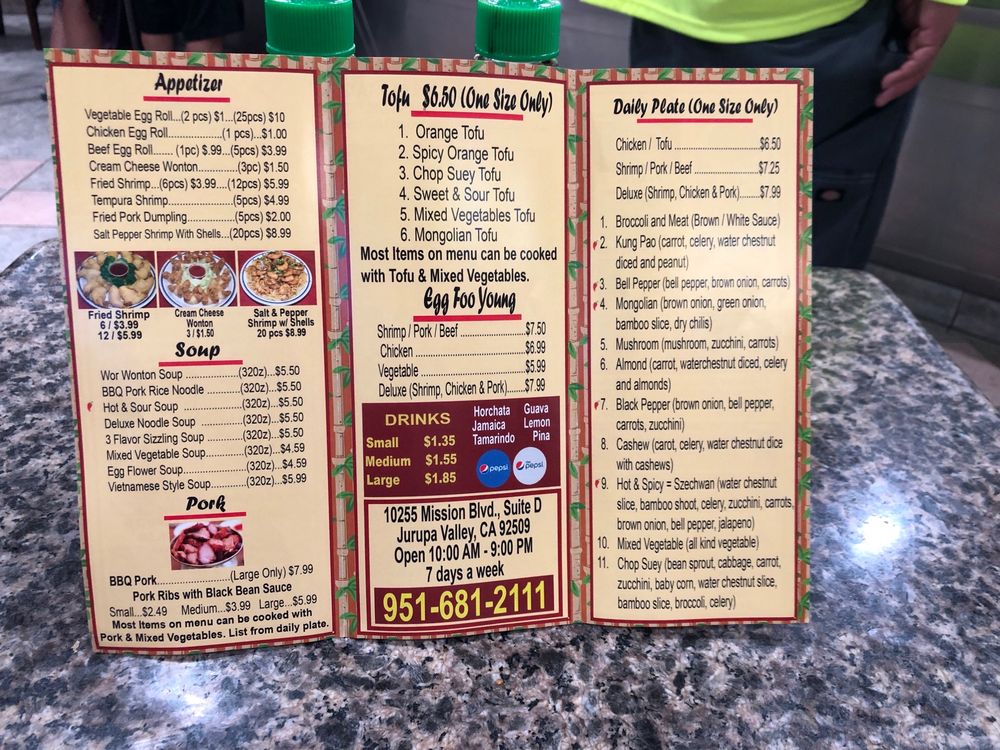 Appetizer
Vegetable Egg Roll...(2 pcs) $1...(25pcs) $10
Chicken Egg Roll....................(1 pcs)...$1.00
Beef Egg Roll....... (1pc) $.99...(5pcs) $3.99
Cream Cheese Wonton.............(3pc) $1.50
Fried Shrimp...(6pcs) $3.99....(12pcs) $5.99
Tempura Shrimp......................(5pcs) $4.99
Fried Pork Dumpling................(5pcs) $2.00
Salt Pepper Shrimp With Shells...(20pcs) $8.99
Fried Shrimp
6 / $3.99
12 / $5.99
Cream Cheese
Wonton
3 / $1.50
Salt & Pepper
Shrimp w/ Shells
20 pcs $8.99
Soup
Wor Wonton Soup ...................(32oz)...$5.50
BBQ Pork Rice Noodle ...........(32oz)...$5.50
Hot & Sour Soup ....................(32oz)...$5.50
Deluxe Noodle Soup ..............(32oz)...$5.50
3 Flavor Sizzling Soup ............(32oz)...$5.50
Mixed Vegetable Soup............(32oz)...$4.59
Egg Flower Soup.....................(32oz)...$4.59
Vietnamese Style Soup...........(32oz)...$5.99
Pork
BBQ Pork....................(Large Only) $7.99
Pork Ribs with Black Bean Sauce
Small...$2.49 Medium...$3.99 Large...$5.99
Most Items on menu can be cooked with
Pork & Mixed Vegetables. List from daily plate.
Tofu $6.50 (One Size Only)
1. Orange Tofu
2. Spicy Orange Tofu
3. Chop Suey Tofu
4. Sweet & Sour Tofu
5. Mixed Vegetables Tofu
6. Mongolian Tofu
Most Items on menu can be cooked
with Tofu & Mixed Vegetables.
Egg Foo Young
Shrimp / Pork / Beef ....................$7.50
Chicken ........................................$6.99
Vegetable .....................................$5.99
Deluxe (Shrimp, Chicken & Pork).....$7.99
DRINKS
Small $1.35
Medium $1.55
Large $1.85
Horchata Guava
Jamaica Lemon
Tamarindo Pina
pepsi
diet pepsi
10255 Mission Blvd., Suite D
Jurupa Valley, CA 92509
Open 10:00 AM - 9:00 PM
7 days a week
951-681-2111
Daily Plate (One Size Only)
Chicken / Tofu .............................$6.50
Shrimp / Pork / Beef ......................$7.25
Deluxe (Shrimp, Chicken & Pork).......$7.99
1. Broccoli and Meat (Brown / White Sauce)
2. Kung Pao (carrot, celery, water chestnut
diced and peanut)
3. Bell Pepper (bell pepper, brown onion, carrots)
4. Mongolian (brown onion, green onion,
bamboo slice, dry chilis)
5. Mushroom (mushroom, zucchini, carrots)
6. Almond (carrot, waterchestnut diced, celery
and almonds)
7. Black Pepper (brown onion, bell pepper,
carrots, zucchini)
8. Cashew (carot, celery, water chestnut dice
with cashews)
9. Hot & Spicy = Szechwan (water chestnut
slice, bamboo shoot, celery, zucchini, carrots,
brown onion, bell pepper, jalapeno)
10. Mixed Vegetable (all kind vegetable)
11. Chop Suey (bean sprout, cabbage, carrot,
zucchini, baby corn, water chestnut slice,
bamboo slice, broccoli, celery)